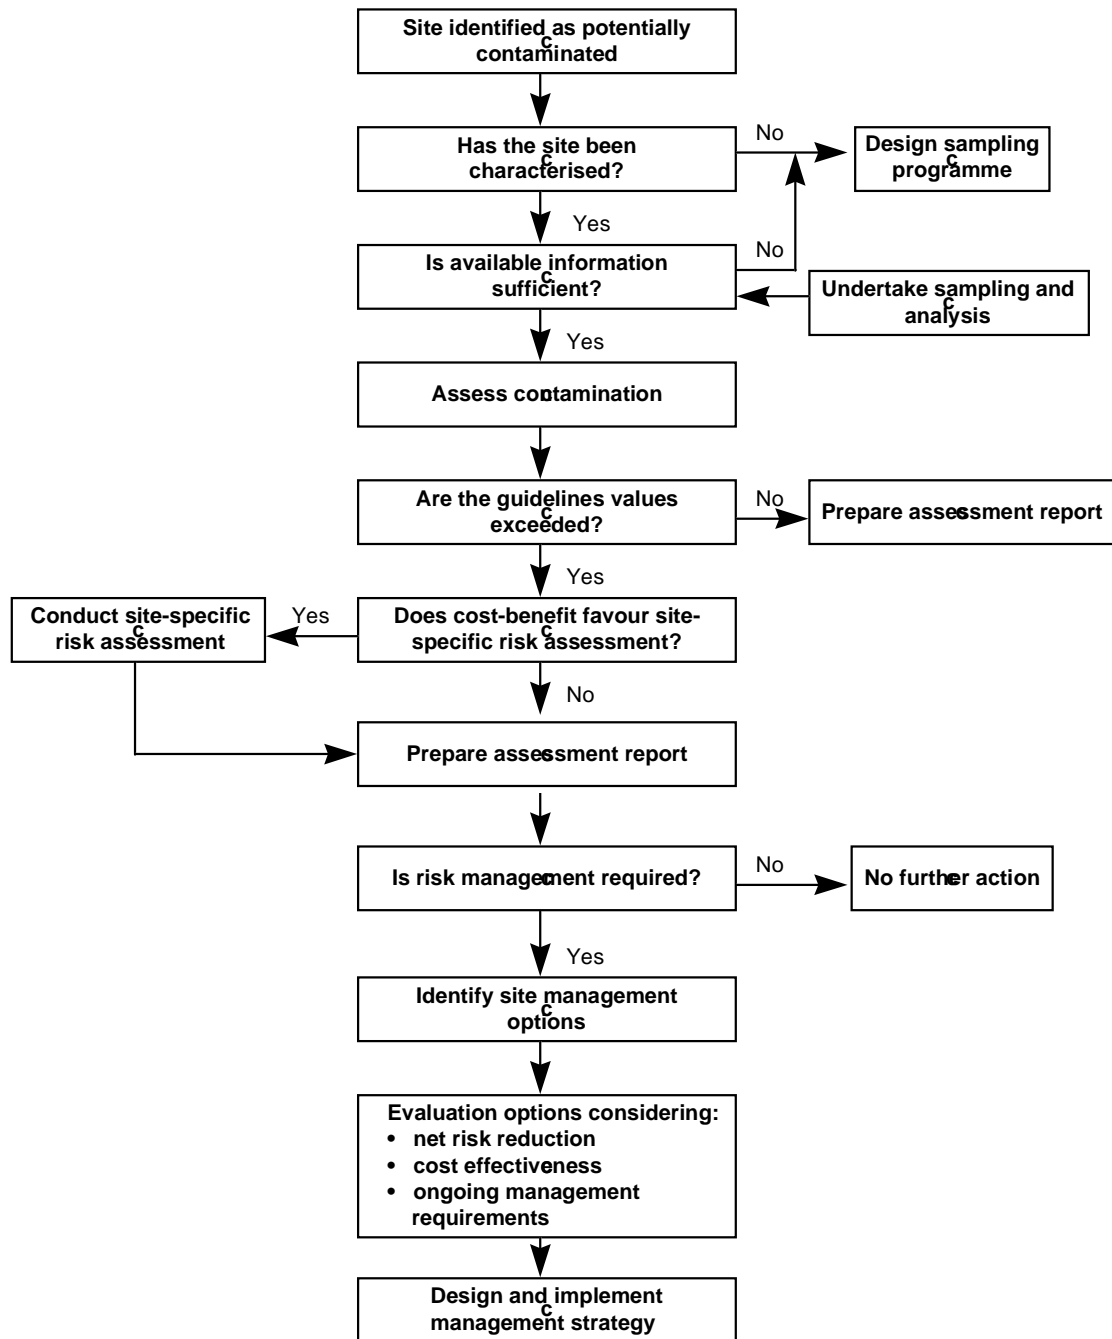 Site identified as potentially
contaminated
Has the site been
characterised?
No
Design sampling
programme
Yes
Is available information
sufficient?
No
Undertake sampling and
analysis
Yes
Assess contamination
Are the guidelines values
exceeded?
No
Prepare assessment report
Yes
Conduct site-specific
risk assessment
Yes
Does cost-benefit favour site-
specific risk assessment?
No
Prepare assessment report
Is risk management required?
No
No further action
Yes
Identify site management
options
Evaluation options considering:
• net risk reduction
• cost effectiveness
• ongoing management
requirements
Design and implement
management strategy